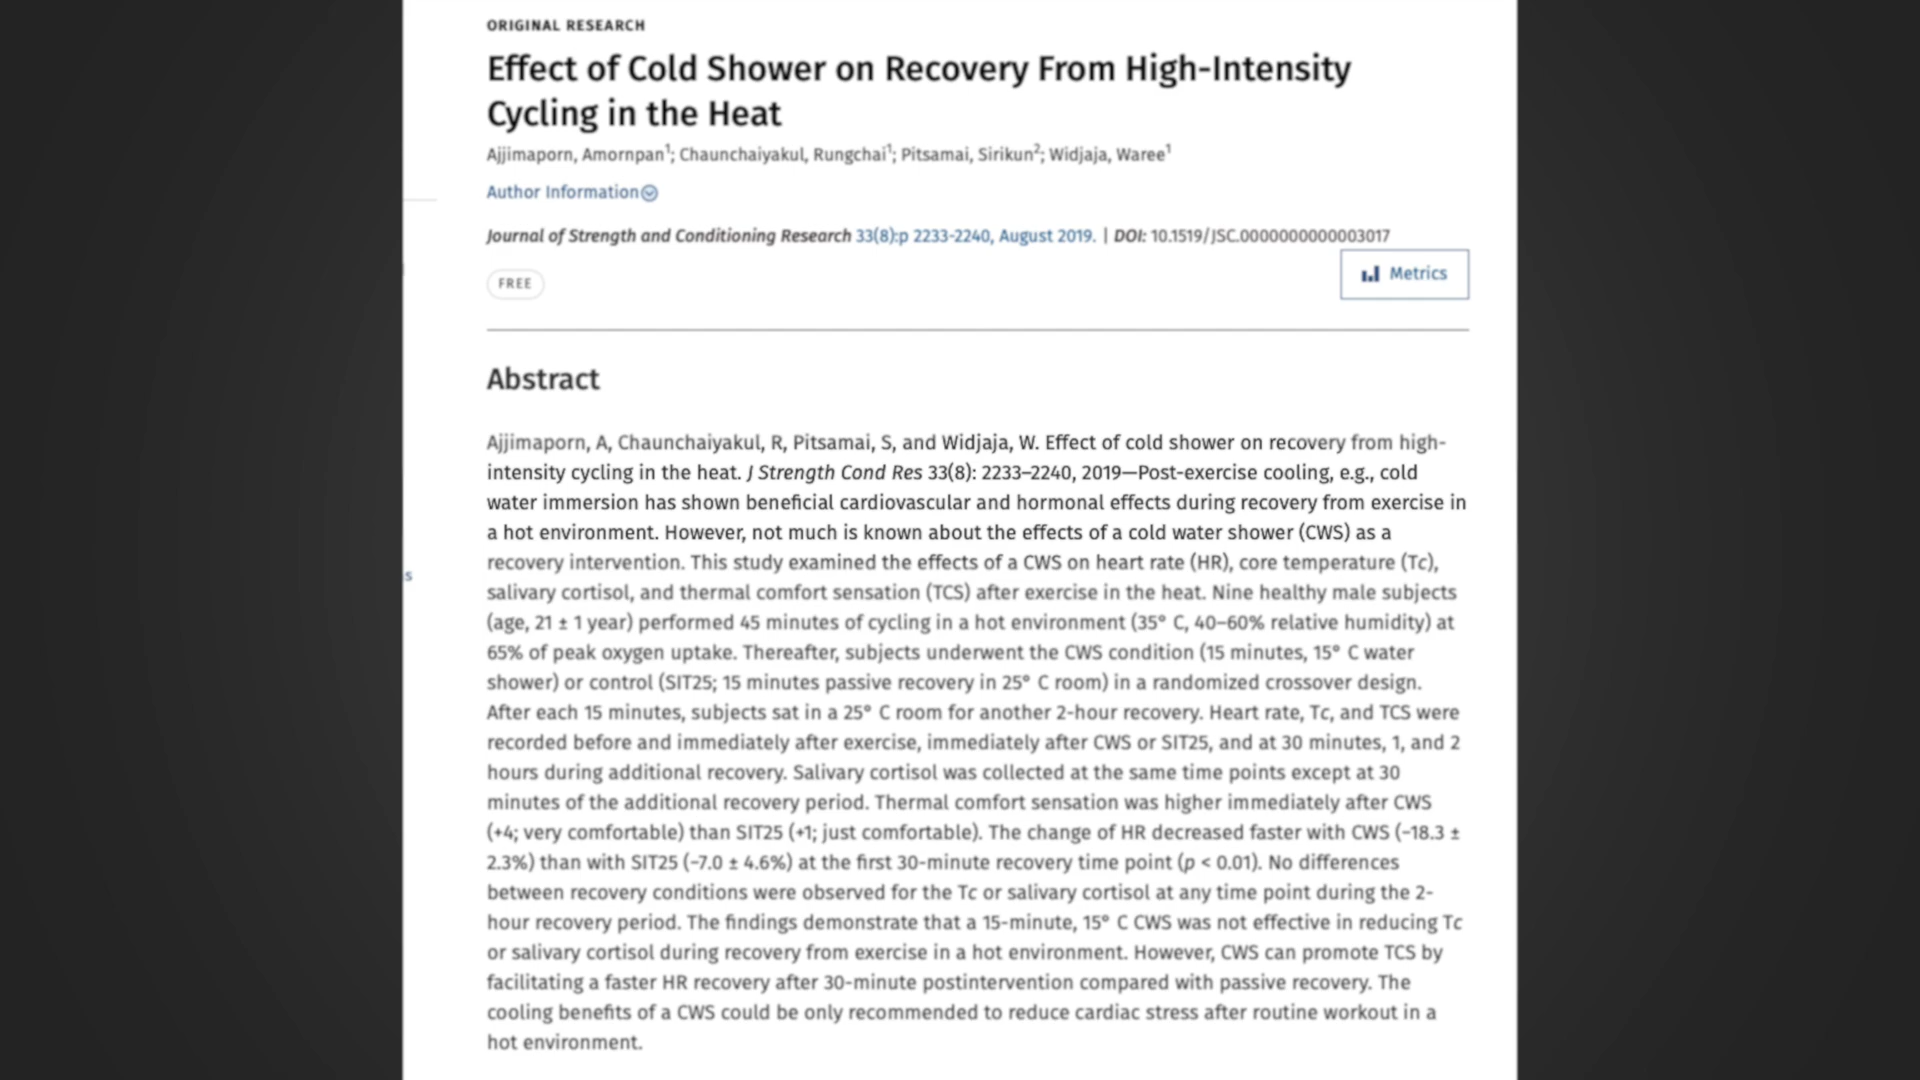 ORIGINAL RESEARCH
Effect of Cold Shower on Recovery From High-Intensity
Cycling in the Heat
Ajjimaporn, Amornpan1; Chaunchaiyakul, Rungchai1; Pitsamai, Sirikun2; Widjaja, Waree1
Author Information
Journal of Strength and Conditioning Research 33(8):p 2233-2240, August 2019. | DOI: 10.1519/JSC.0000000000003017
Metrics
FREE
Abstract
Ajjimaporn, A, Chaunchaiyakul, R, Pitsamai, S, and Widjaja, W. Effect of cold shower on recovery from high-
intensity cycling in the heat. J Strength Cond Res 33(8): 2233–2240, 2019—Post-exercise cooling, e.g., cold
water immersion has shown beneficial cardiovascular and hormonal effects during recovery from exercise in
a hot environment. However, not much is known about the effects of a cold water shower (CWS) as a
recovery intervention. This study examined the effects of a CWS on heart rate (HR), core temperature (Tc),
s
salivary cortisol, and thermal comfort sensation (TCS) after exercise in the heat. Nine healthy male subjects
(age, 21 ± 1 year) performed 45 minutes of cycling in a hot environment (35° C, 40–60% relative humidity) at
65% of peak oxygen uptake. Thereafter, subjects underwent the CWS condition (15 minutes, 15° C water
shower) or control (SIT25; 15 minutes passive recovery in 25° C room) in a randomized crossover design.
After each 15 minutes, subjects sat in a 25° C room for another 2-hour recovery. Heart rate, Tc, and TCS were
recorded before and immediately after exercise, immediately after CWS or SIT25, and at 30 minutes, 1, and 2
hours during additional recovery. Salivary cortisol was collected at the same time points except at 30
minutes of the additional recovery period. Thermal comfort sensation was higher immediately after CWS
(+4; very comfortable) than SIT25 (+1; just comfortable). The change of HR decreased faster with CWS (−18.3 ±
2.3%) than with SIT25 (−7.0 ± 4.6%) at the first 30-minute recovery time point (p < 0.01). No differences
between recovery conditions were observed for the Tc or salivary cortisol at any time point during the 2-
hour recovery period. The findings demonstrate that a 15-minute, 15° C CWS was not effective in reducing Tc
or salivary cortisol during recovery from exercise in a hot environment. However, CWS can promote TCS by
facilitating a faster HR recovery after 30-minute postintervention compared with passive recovery. The
cooling benefits of a CWS could be only recommended to reduce cardiac stress after routine workout in a
hot environment.